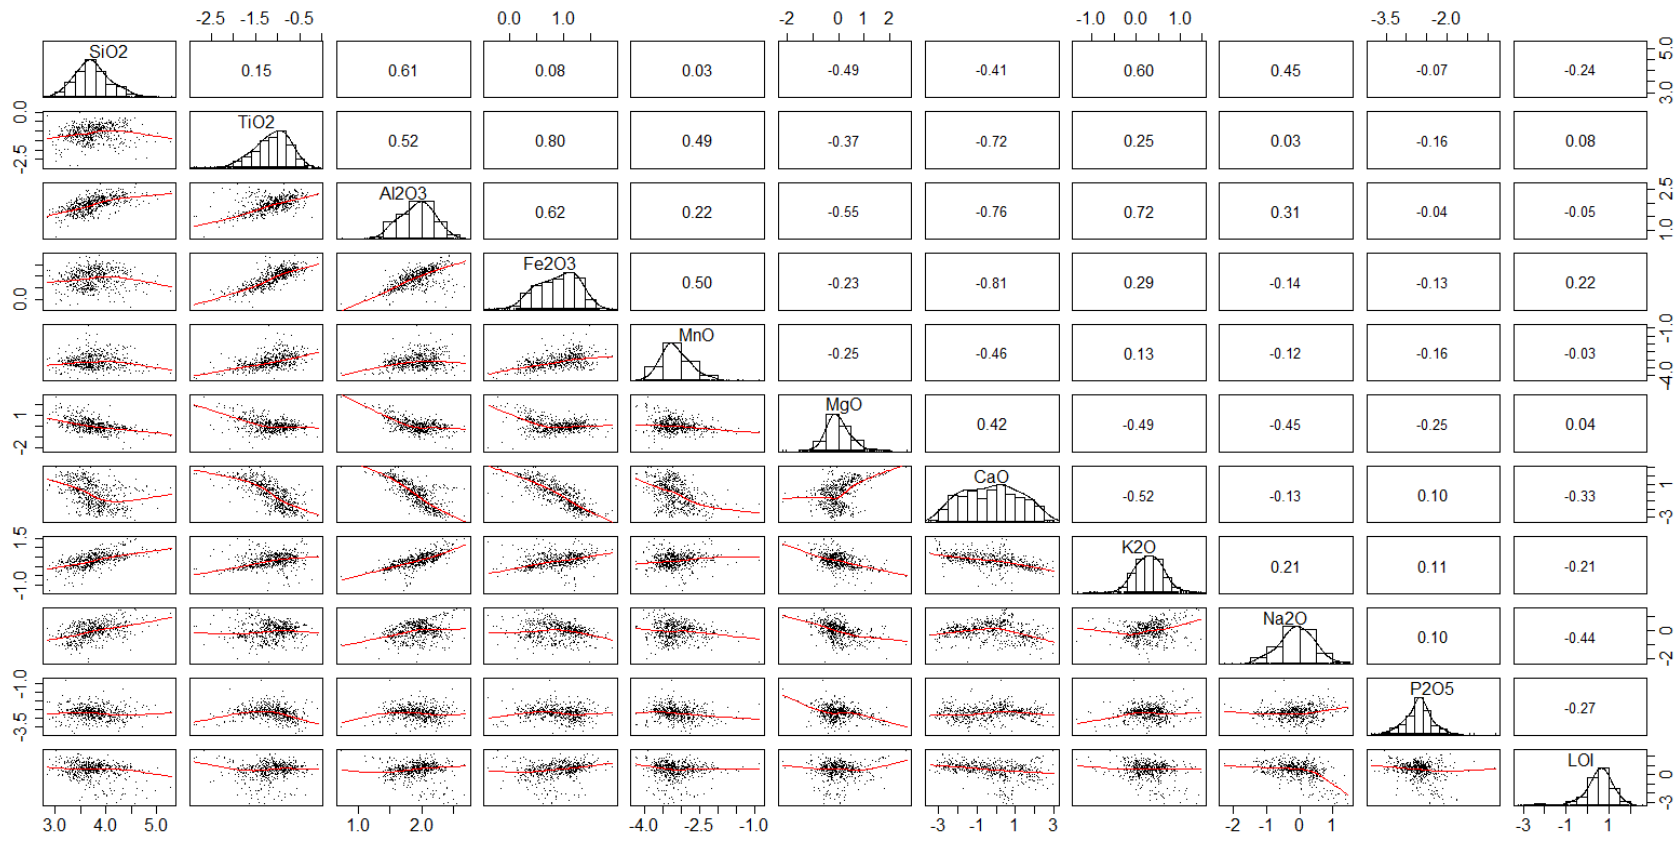 -2.5 -1.5 -0.5 0.0 1.0 -2 0 1 2 -1.0 0.0 1.0 -3.5 -2.0
SiO2 0.15 0.61 0.08 0.03 -0.49 -0.41 0.60 0.45 -0.07 -0.24 3.0 5.0
-2.5 0.0 TiO2 0.52 0.80 0.49 -0.37 -0.72 0.25 0.03 -0.16 0.08
Al2O3 0.62 0.22 -0.55 -0.76 0.72 0.31 -0.04 -0.05 1.0 2.5
0.0 Fe2O3 0.50 -0.23 -0.81 0.29 -0.14 -0.13 0.22
MnO -0.25 -0.46 0.13 -0.12 -0.16 -0.03 -4.0 -1.0
-2 1 MgO 0.42 -0.49 -0.45 -0.25 0.04
CaO -0.52 -0.13 0.10 -0.33 -3 1
-1.0 1.5 K2O 0.21 0.11 -0.21
Na2O 0.10 -0.44 -2 0
-3.5 -1.0 P2O5 -0.27
LOI -3 0
3.0 4.0 5.0 1.0 2.0 -4.0 -2.5 -1.0 -3 -1 1 3 -2 -1 0 1 -3 -1 1